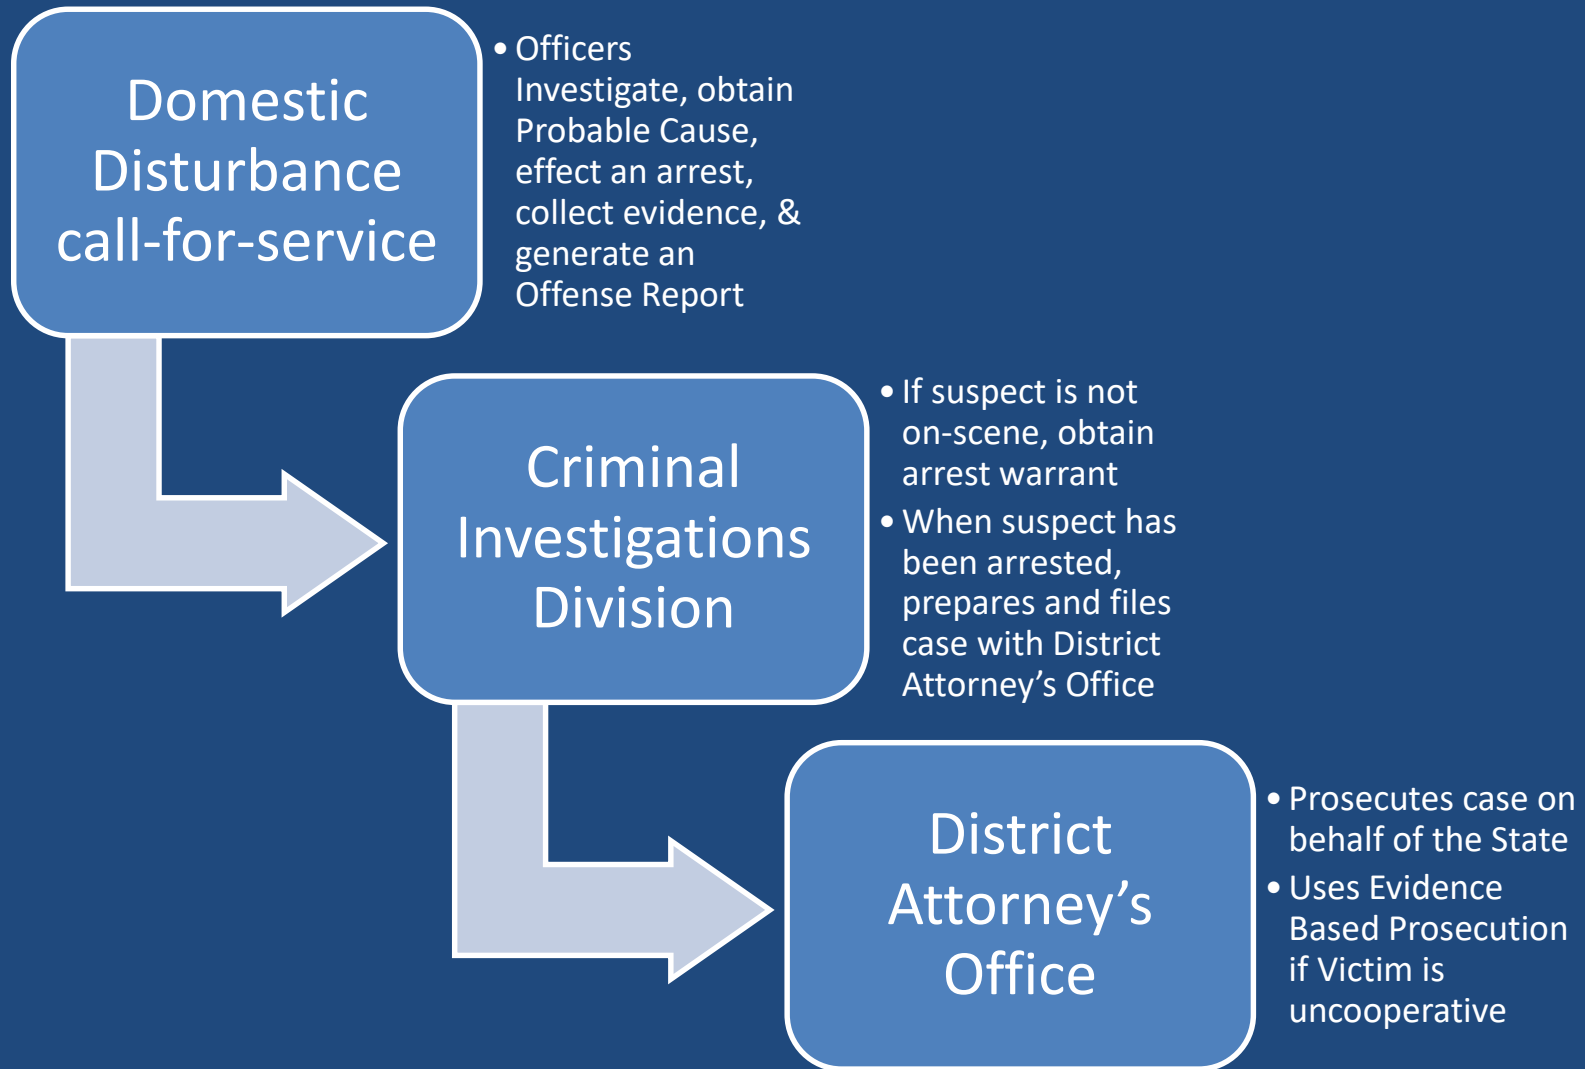 Domestic
Disturbance
call-for-service
• Officers
Investigate, obtain
Probable Cause,
effect an arrest,
collect evidence, &
generate an
Offense Report
Criminal
Investigations
Division
• If suspect is not
on-scene, obtain
arrest warrant
• When suspect has
been arrested,
prepares and files
case with District
Attorney’s Office
District
Attorney’s
Office
• Prosecutes case on
behalf of the State
• Uses Evidence
Based Prosecution
if Victim is
uncooperative